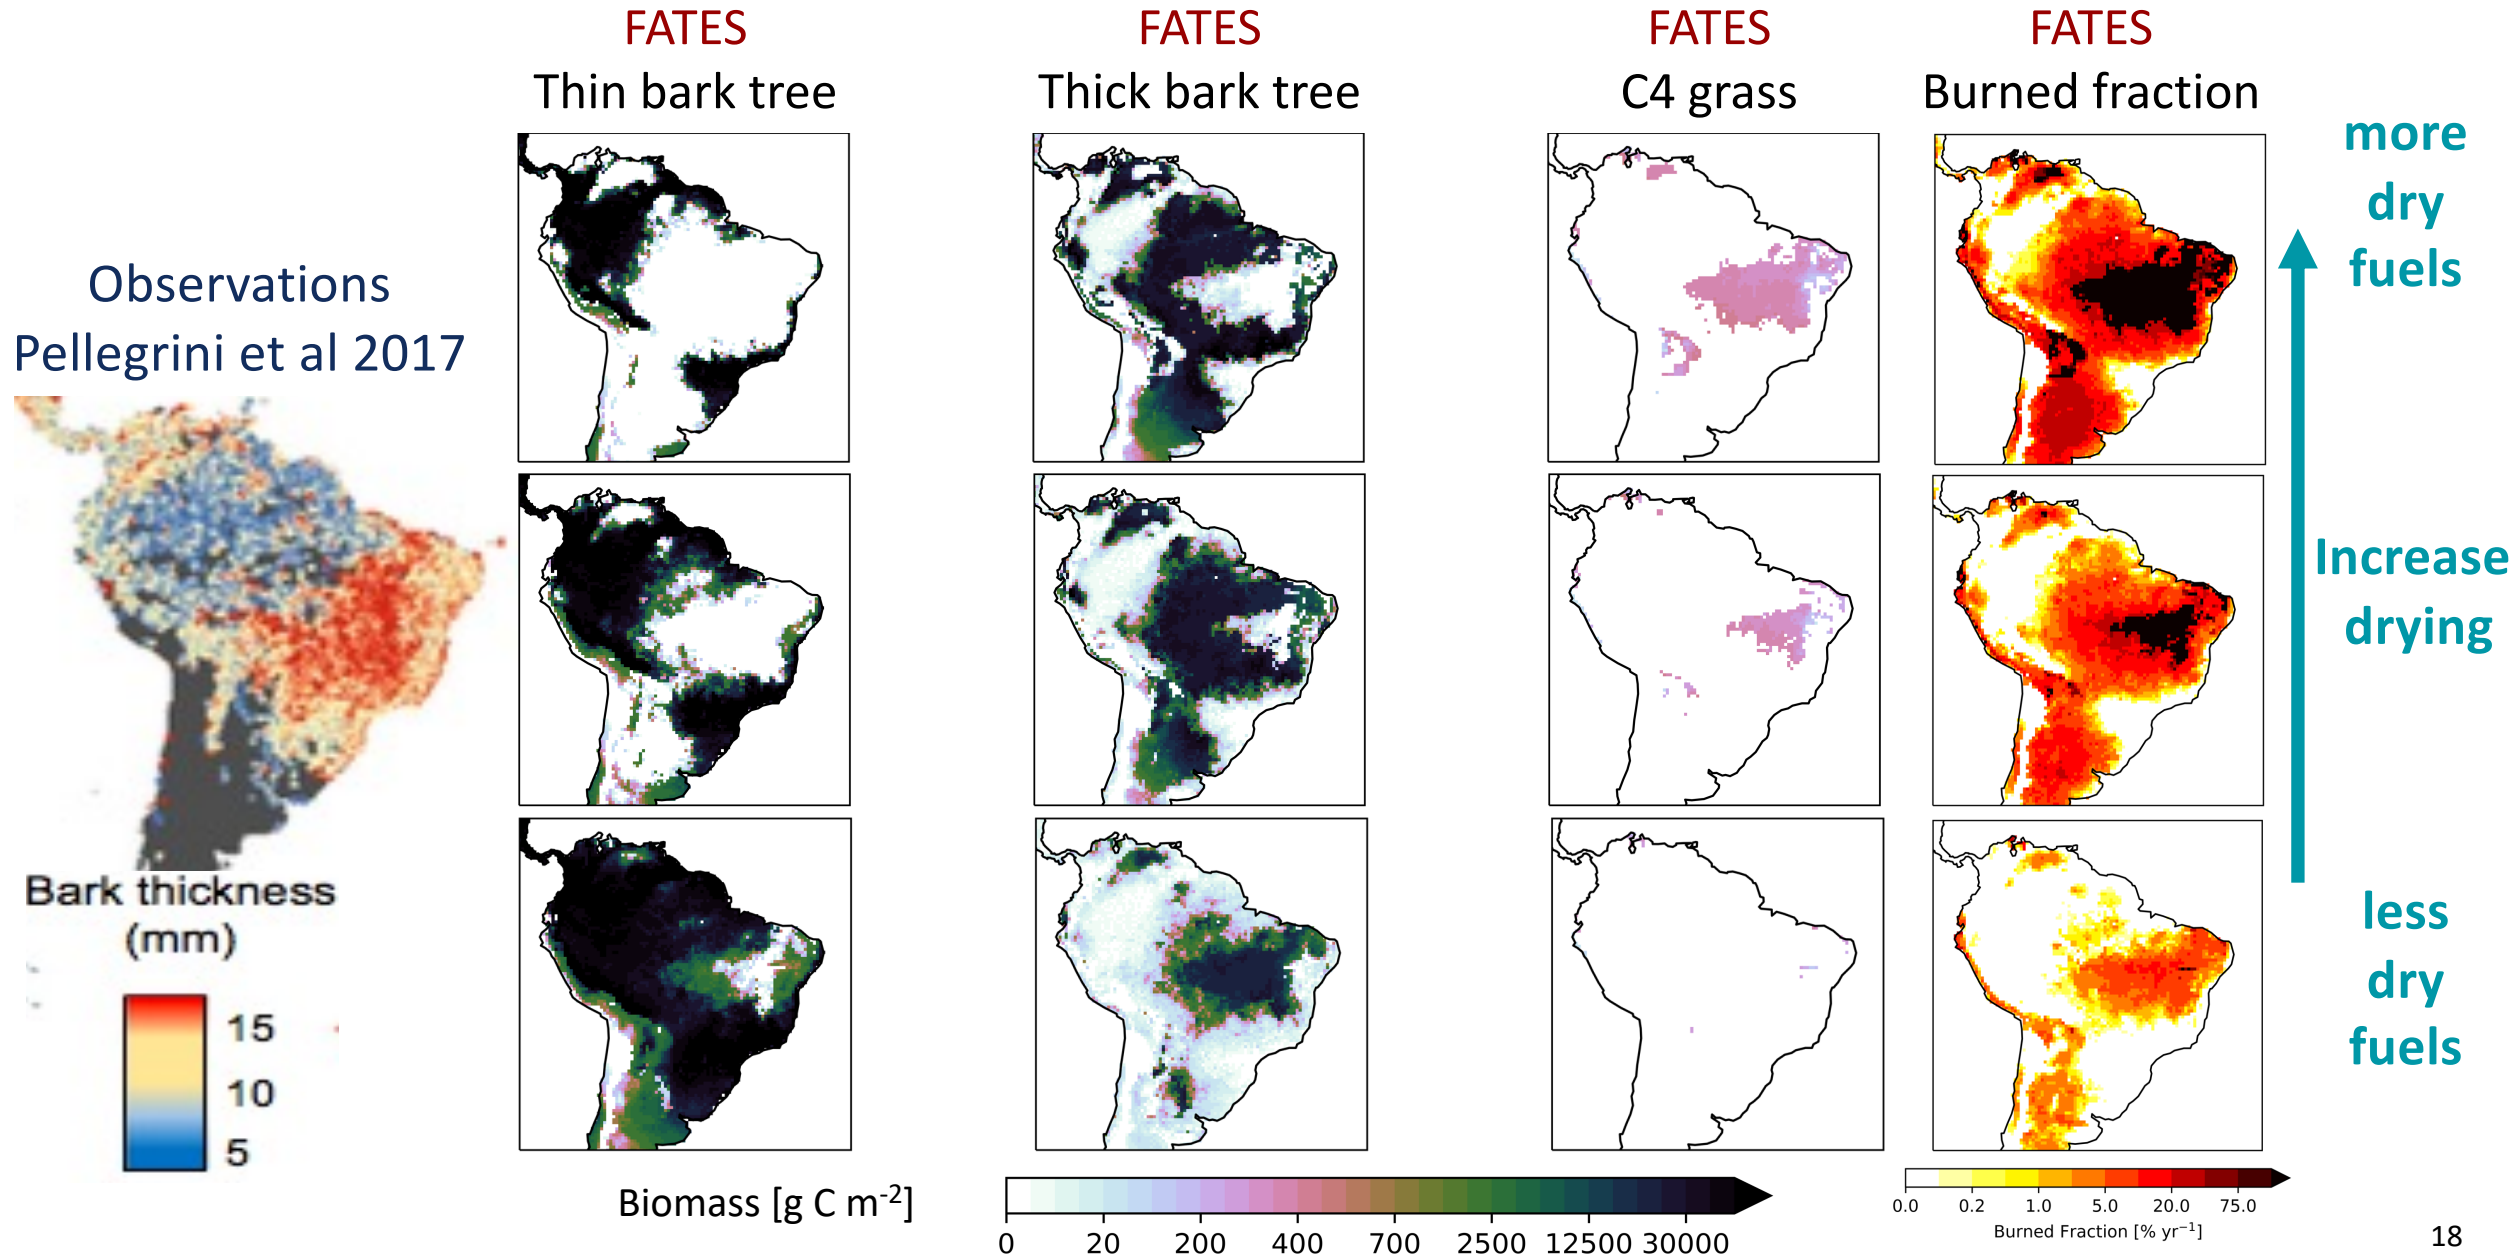 FATES
Thin bark tree
FATES
Thick bark tree
FATES
C4 grass
FATES
Burned fraction
more
dry
fuels
Increase
drying
less
dry
fuels
Observations
Pellegrini et al 2017
Bark thickness
(mm)
15
10
5
Biomass [g C m-2]
0 20 200 400 700 2500 12500 30000
0.0 0.2 1.0 5.0 20.0 75.0
Burned Fraction [% yr−1]
18